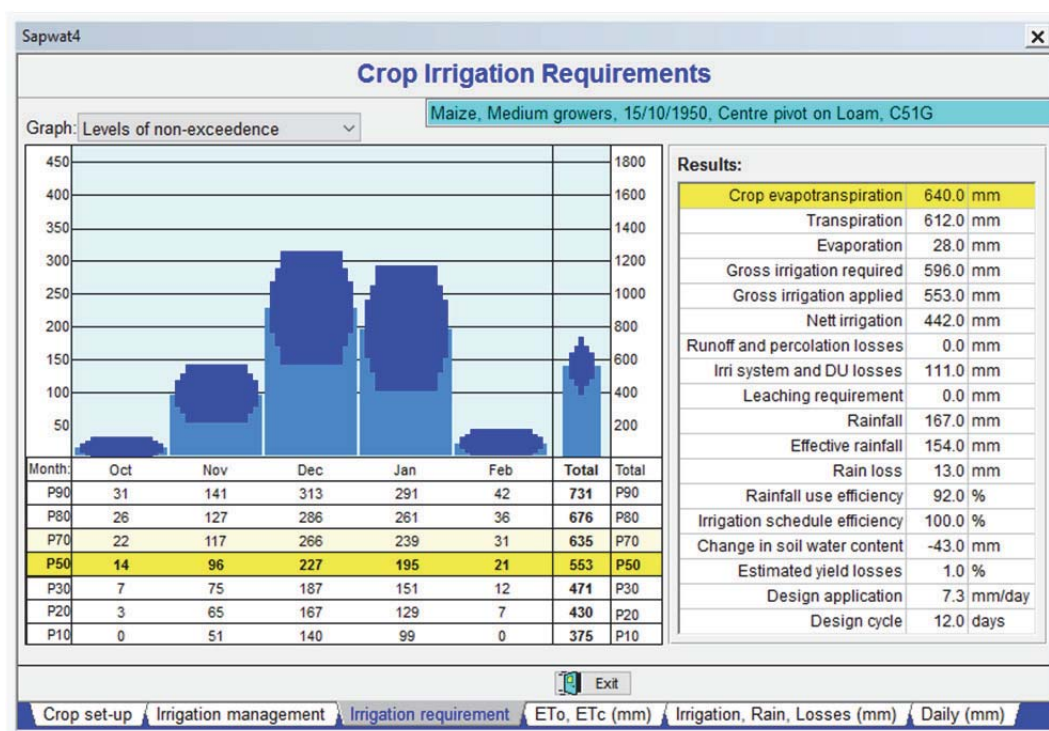 Sapwat4
Crop Irrigation Requirements
Maize, Medium growers, 15/10/1950, Centre pivot on Loam, C51G
Graph: Levels of non-exceedence
450 1800
400 1600
350 1400
300 1200
250 1000
200 800
150 600
100 400
50 200
Month: Oct Nov Dec Jan Feb Total Total
P90 31 141 313 291 42 731 P90
P80 26 127 286 261 36 676 P80
P70 22 117 266 239 31 635 P70
P50 14 96 227 195 21 553 P50
P30 7 75 187 151 12 471 P30
P20 3 65 167 129 7 430 P20
P10 0 51 140 99 0 375 P10
Results:
Crop evapotranspiration 640.0 mm
Transpiration 612.0 mm
Evaporation 28.0 mm
Gross irrigation required 596.0 mm
Gross irrigation applied 553.0 mm
Nett irrigation 442.0 mm
Runoff and percolation losses 0.0 mm
Irri system and DU losses 111.0 mm
Leaching requirement 0.0 mm
Rainfall 167.0 mm
Effective rainfall 154.0 mm
Rain loss 13.0 mm
Rainfall use efficiency 92.0 %
Irrigation schedule efficiency 100.0 %
Change in soil water content -43.0 mm
Estimated yield losses 1.0 %
Design application 7.3 mm/day
Design cycle 12.0 days
Exit
Crop set-up Irrigation management Irrigation requirement ETo, ETc (mm) Irrigation, Rain, Losses (mm) Daily (mm)